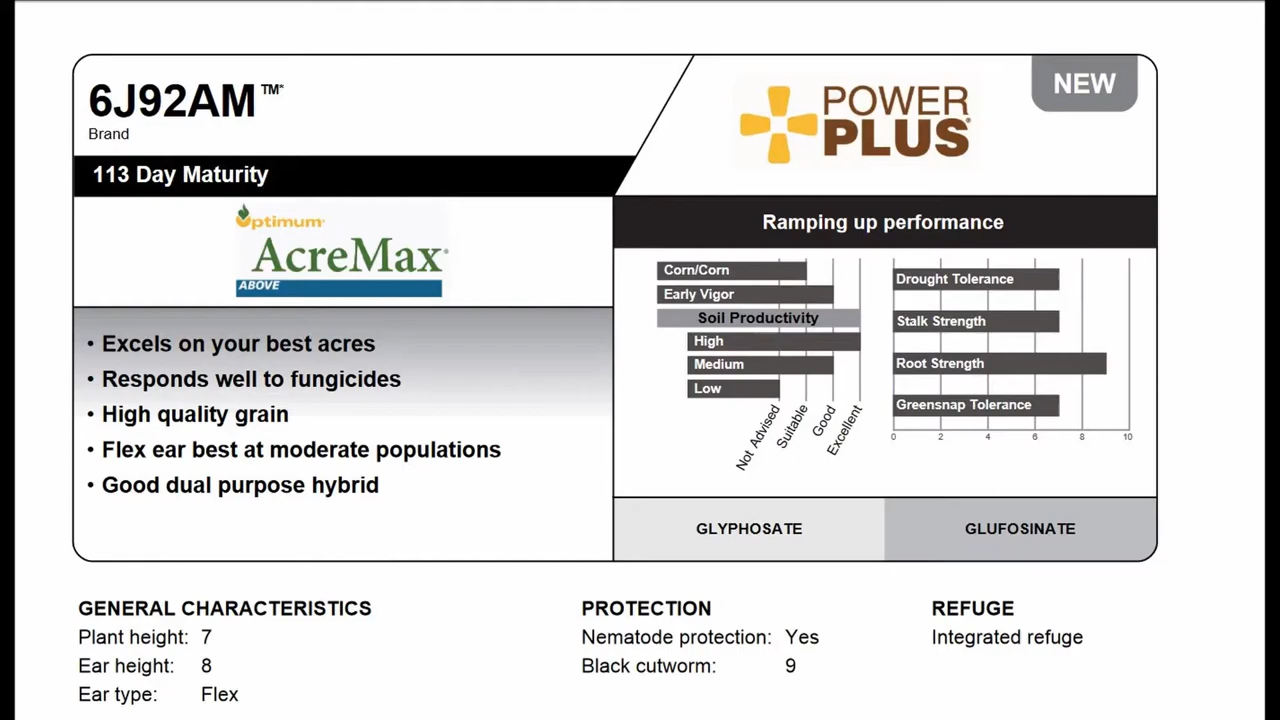 6J92AM™*
Brand
113 Day Maturity
Optimum®
AcreMax®
ABOVE
• Excels on your best acres
• Responds well to fungicides
• High quality grain
• Flex ear best at moderate populations
• Good dual purpose hybrid
POWER
PLUS®
NEW
Ramping up performance
Corn/Corn
Early Vigor
Soil Productivity
High
Medium
Low
Not Advised
Suitable
Good
Excellent
Drought Tolerance
Stalk Strength
Root Strength
Greensnap Tolerance
0 2 4 6 8 10
GLYPHOSATE
GLUFOSINATE
GENERAL CHARACTERISTICS
Plant height: 7
Ear height: 8
Ear type: Flex
PROTECTION
Nematode protection: Yes
Black cutworm: 9
REFUGE
Integrated refuge